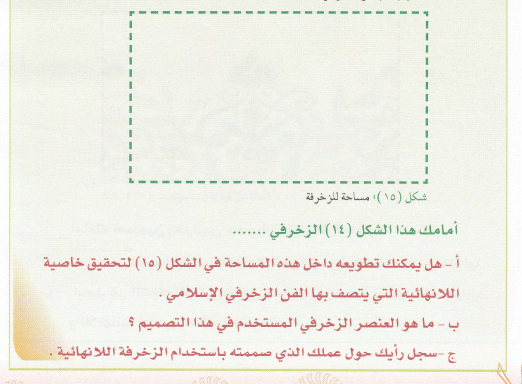 شكل (١٥): مساحة للزخرفة
أمامك هذا الشكل (١٤) الزخرفي .......
أ - هل يمكنك تطويعه داخل هذه المساحة في الشكل (١٥) لتحقيق خاصية
اللانهائية التي يتصف بها الفن الزخرفي الإسلامي .
ب - ما هو العنصر الزخرفي المستخدم في هذا التصميم ؟
ج - سجل رأيك حول عملك الذي صممته باستخدام الزخرفة اللانهائية .